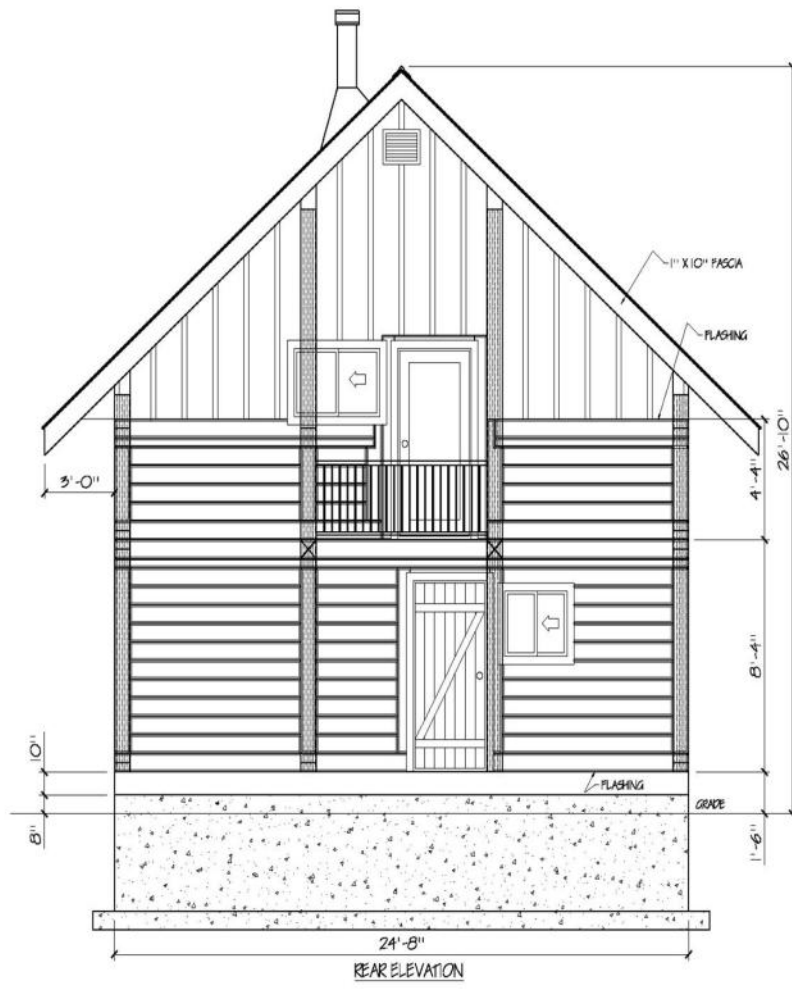 1" X 10" FASCIA
FLASHING
26'-10"
4'-4"
3'-0"
8'-4"
10"
FLASHING
GRADE
8"
1'-6"
24'-8"
REAR ELEVATION